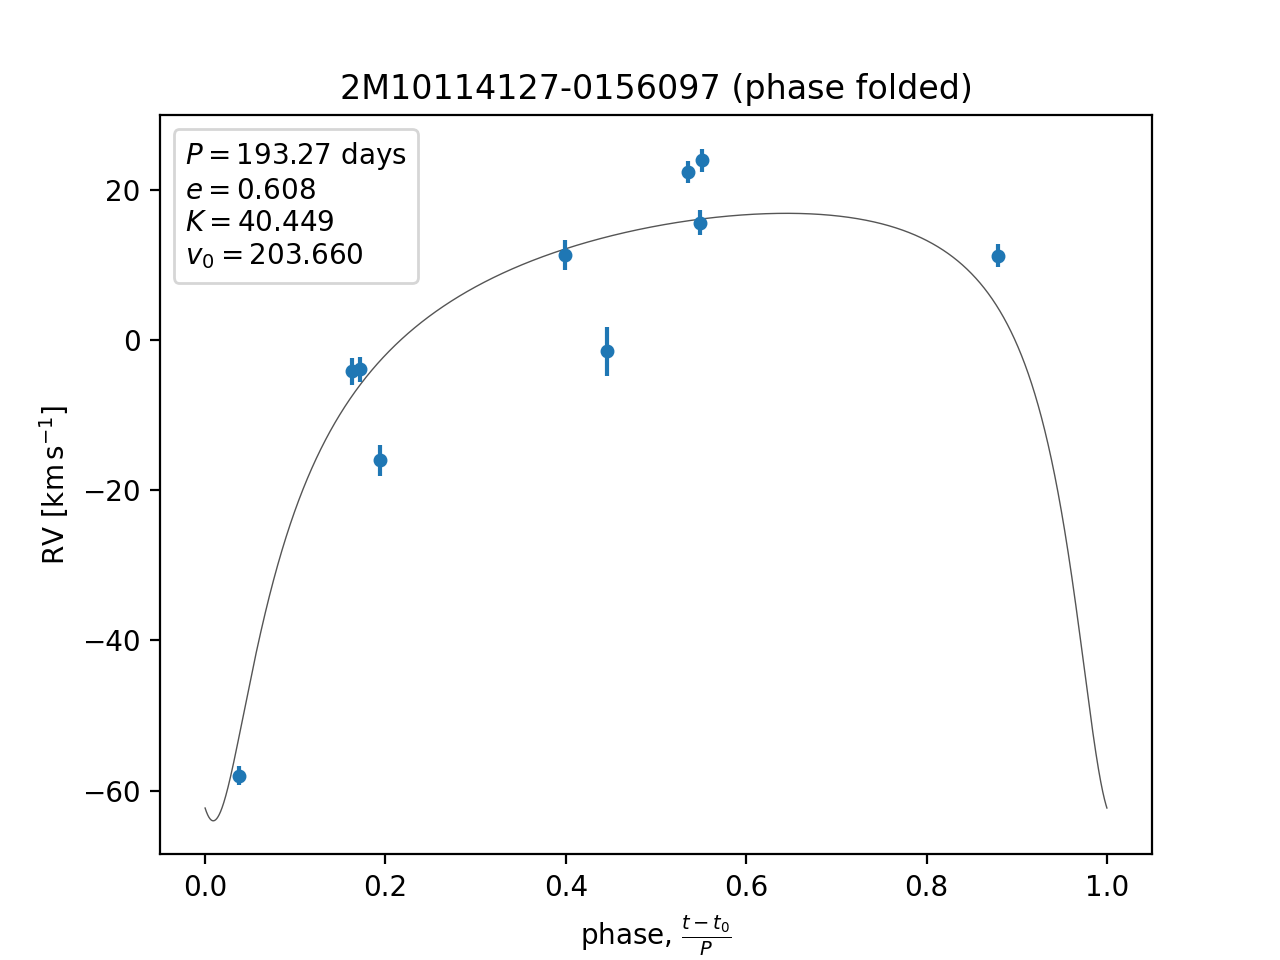 2M10114127-0156097 (phase folded)
P = 193.27 days
e = 0.608
K = 40.449
v₀ = 203.660
20
0
−20
−40
−60
RV [km s⁻¹]
0.0 0.2 0.4 0.6 0.8 1.0
phase, (t − t₀)/P